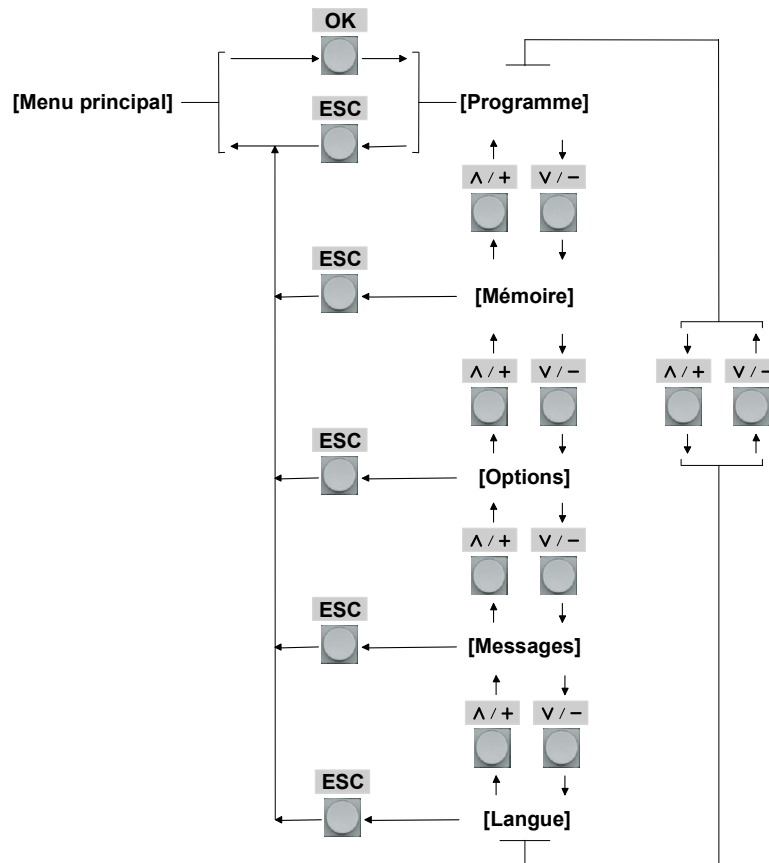 OK
[Menu principal]
[Programme]
ESC
∧ / + ∨ / −
ESC
[Mémoire]
∧ / + ∨ / −
∧ / + ∨ / −
ESC
[Options]
∧ / + ∨ / −
ESC
[Messages]
∧ / + ∨ / −
ESC
[Langue]